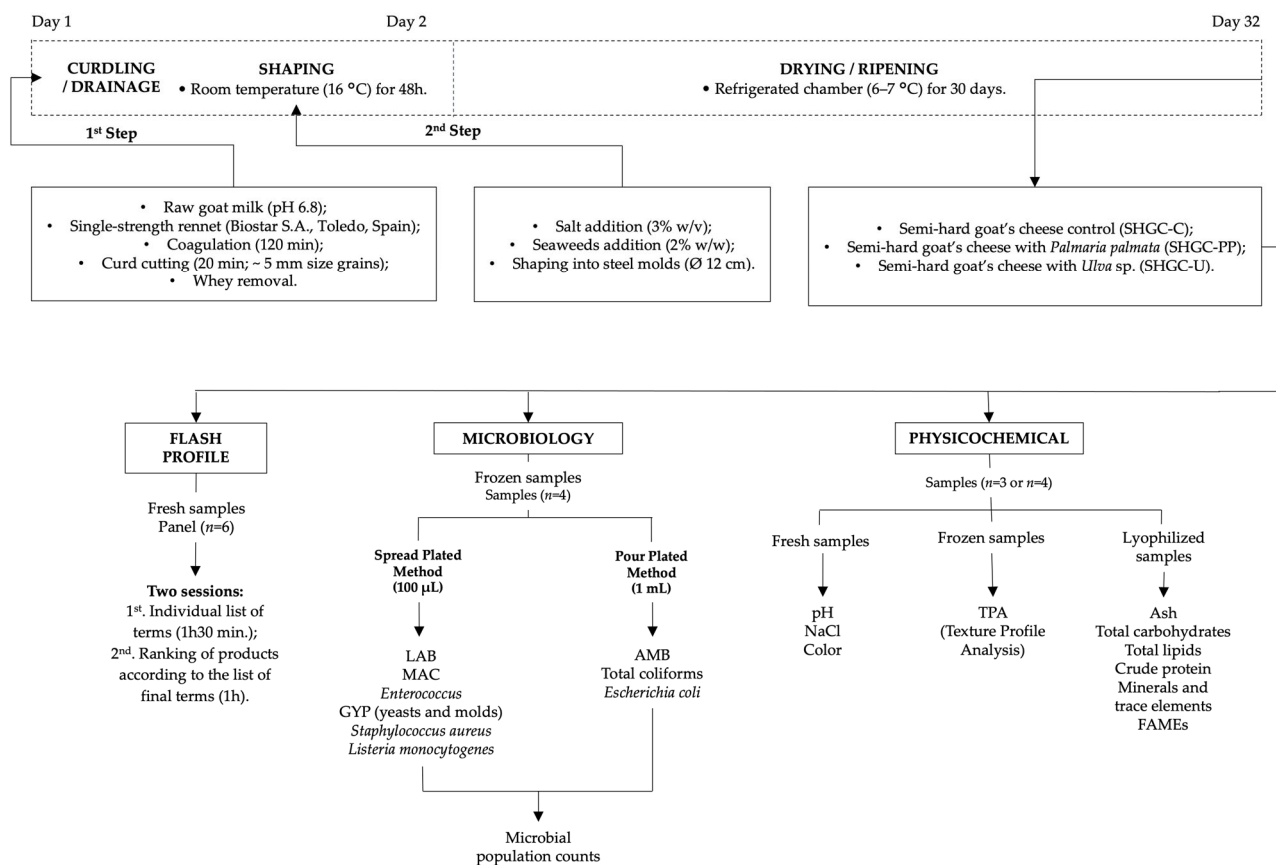 Day 1
Day 2
Day 32
CURDLING
/ DRAINAGE
SHAPING
• Room temperature (16 °C) for 48h.
DRYING / RIPENING
• Refrigerated chamber (6–7 °C) for 30 days.
1st Step
2nd Step
• Raw goat milk (pH 6.8);
• Single-strength rennet (Biostar S.A., Toledo, Spain);
• Coagulation (120 min);
• Curd cutting (20 min; ~ 5 mm size grains);
• Whey removal.
• Salt addition (3% w/v);
• Seaweeds addition (2% w/w);
• Shaping into steel molds (Ø 12 cm).
• Semi-hard goat's cheese control (SHGC-C);
• Semi-hard goat's cheese with Palmaria palmata (SHGC-PP);
• Semi-hard goat's cheese with Ulva sp. (SHGC-U).
FLASH
PROFILE
Fresh samples
Panel (n=6)
Two sessions:
1st. Individual list of
terms (1h30 min.);
2nd. Ranking of products
according to the list of
final terms (1h).
MICROBIOLOGY
Frozen samples
Samples (n=4)
Spread Plated
Method
(100 μL)
LAB
MAC
Enterococcus
GYP (yeasts and molds)
Staphylococcus aureus
Listeria monocytogenes
Pour Plated
Method
(1 mL)
AMB
Total coliforms
Escherichia coli
Microbial
population counts
PHYSICOCHEMICAL
Samples (n=3 or n=4)
Fresh samples
pH
NaCl
Color
Frozen samples
TPA
(Texture Profile
Analysis)
Lyophilized
samples
Ash
Total carbohydrates
Total lipids
Crude protein
Minerals and
trace elements
FAMEs